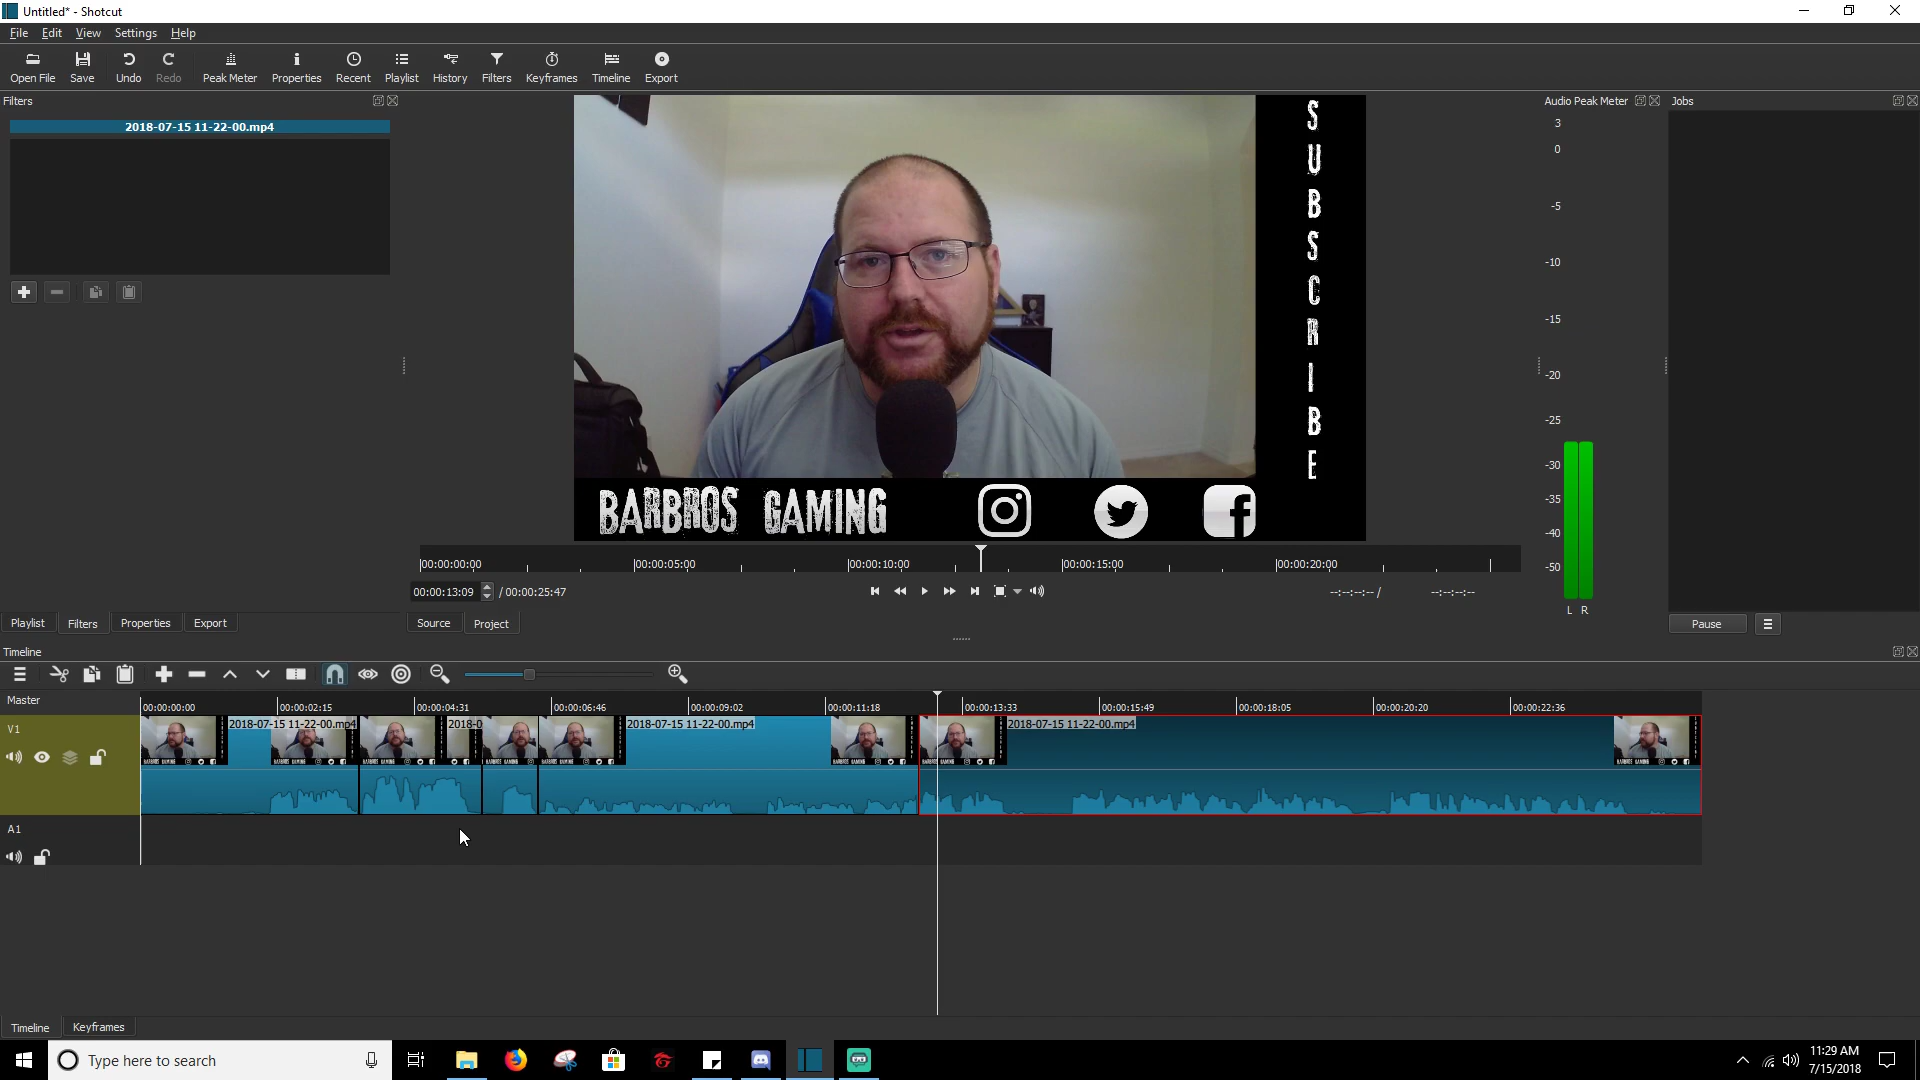 Untitled* - Shotcut
File Edit View Settings Help
Open File Save Undo Redo Peak Meter Properties Recent Playlist History Filters Keyframes Timeline Export
Filters
2018-07-15 11-22-00.mp4
SUBSCRIBE
BARBROS GAMING
Audio Peak Meter
3
0
-5
-10
-15
-20
-25
-30
-35
-40
-50
L R
Jobs
00:00:00:00 00:00:05:00 00:00:10:00 00:00:15:00 00:00:20:00
00:00:13:09 / 00:00:25:47 --:--:--:-- / --:--:--:--
Playlist Filters Properties Export
Source Project
Pause
Timeline
Master
00:00:00:00 00:00:02:15 00:00:04:31 00:00:06:46 00:00:09:02 00:00:11:18 00:00:13:33 00:00:15:49 00:00:18:05 00:00:20:20 00:00:22:36
V1
2018-07-15 11-22-00.mp4 2018-0 2018-07-15 11-22-00.mp4 2018-07-15 11-22-00.mp4
A1
Timeline Keyframes
Type here to search
11:29 AM
7/15/2018